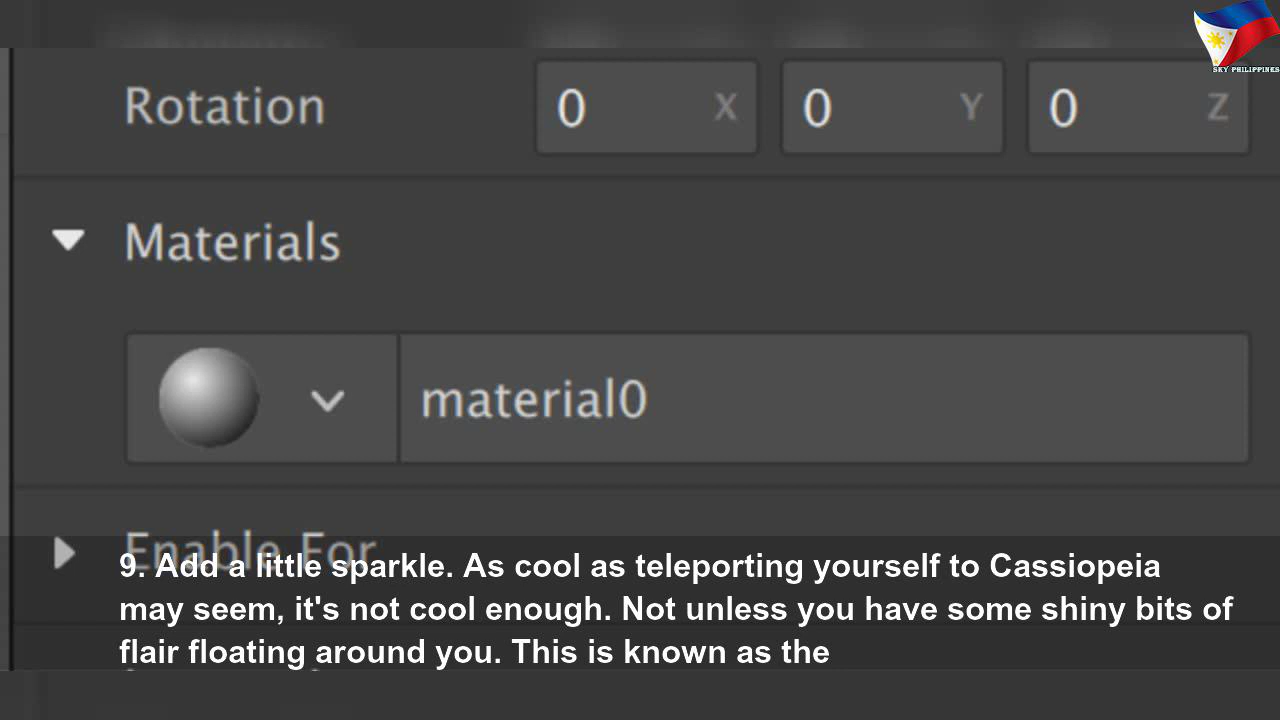 SKY PHILIPPINES
Rotation 0 X 0 Y 0 Z
Materials
material0
Enable For
9. Add a little sparkle. As cool as teleporting yourself to Cassiopeia
may seem, it's not cool enough. Not unless you have some shiny bits of
flair floating around you. This is known as the